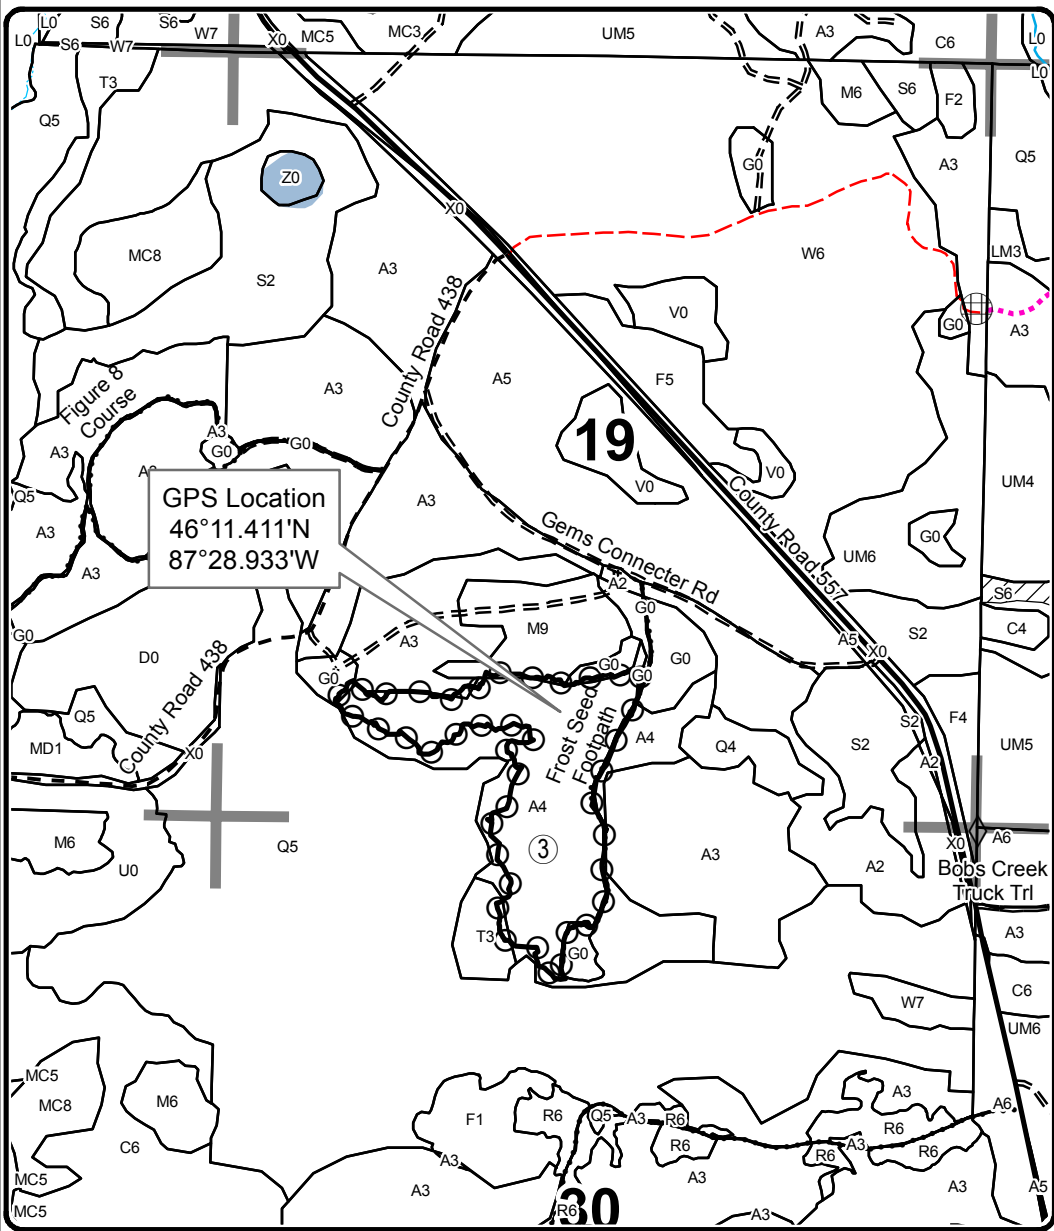 L0
S6
S6
W7
MC5
MC3
UM5
A3
C6
L0
L0
S6
W7
X0
L0
T3
M6
S6
F2
Q5
G0
A3
Q5
Z0
X0
MC8
S2
A3
W6
LM3
V0
G0
A3
County Road 438
A3
A5
F5
Figure 8
Course
A3
G0
G0
19
A3
V0
V0
Q5
A3
UM4
County Road 557
GPS Location
46°11.411'N
87°28.933'W
A3
Gems Connecter Rd
G0
UM6
A3
A2
S6
G0
G0
M9
A3
A5
X0
S2
C4
D0
G0
G0
G0
G0
County Road 438
Q5
MD1
X0
Frost Seed
Footpath
A4
Q4
S2
S2
F4
UM5
A2
A4
M6
U0
Q5
3
A3
A2
X0
A6
Bobs Creek
Truck Trl
T3
G0
A3
W7
C6
UM6
MC5
MC8
M6
C6
F1
R6
Q5
A3
R6
R6
A3
R6
A6
R6
A3
R6
MC5
MC5
A3
A3
A3
A3
A5
R6
30
A3